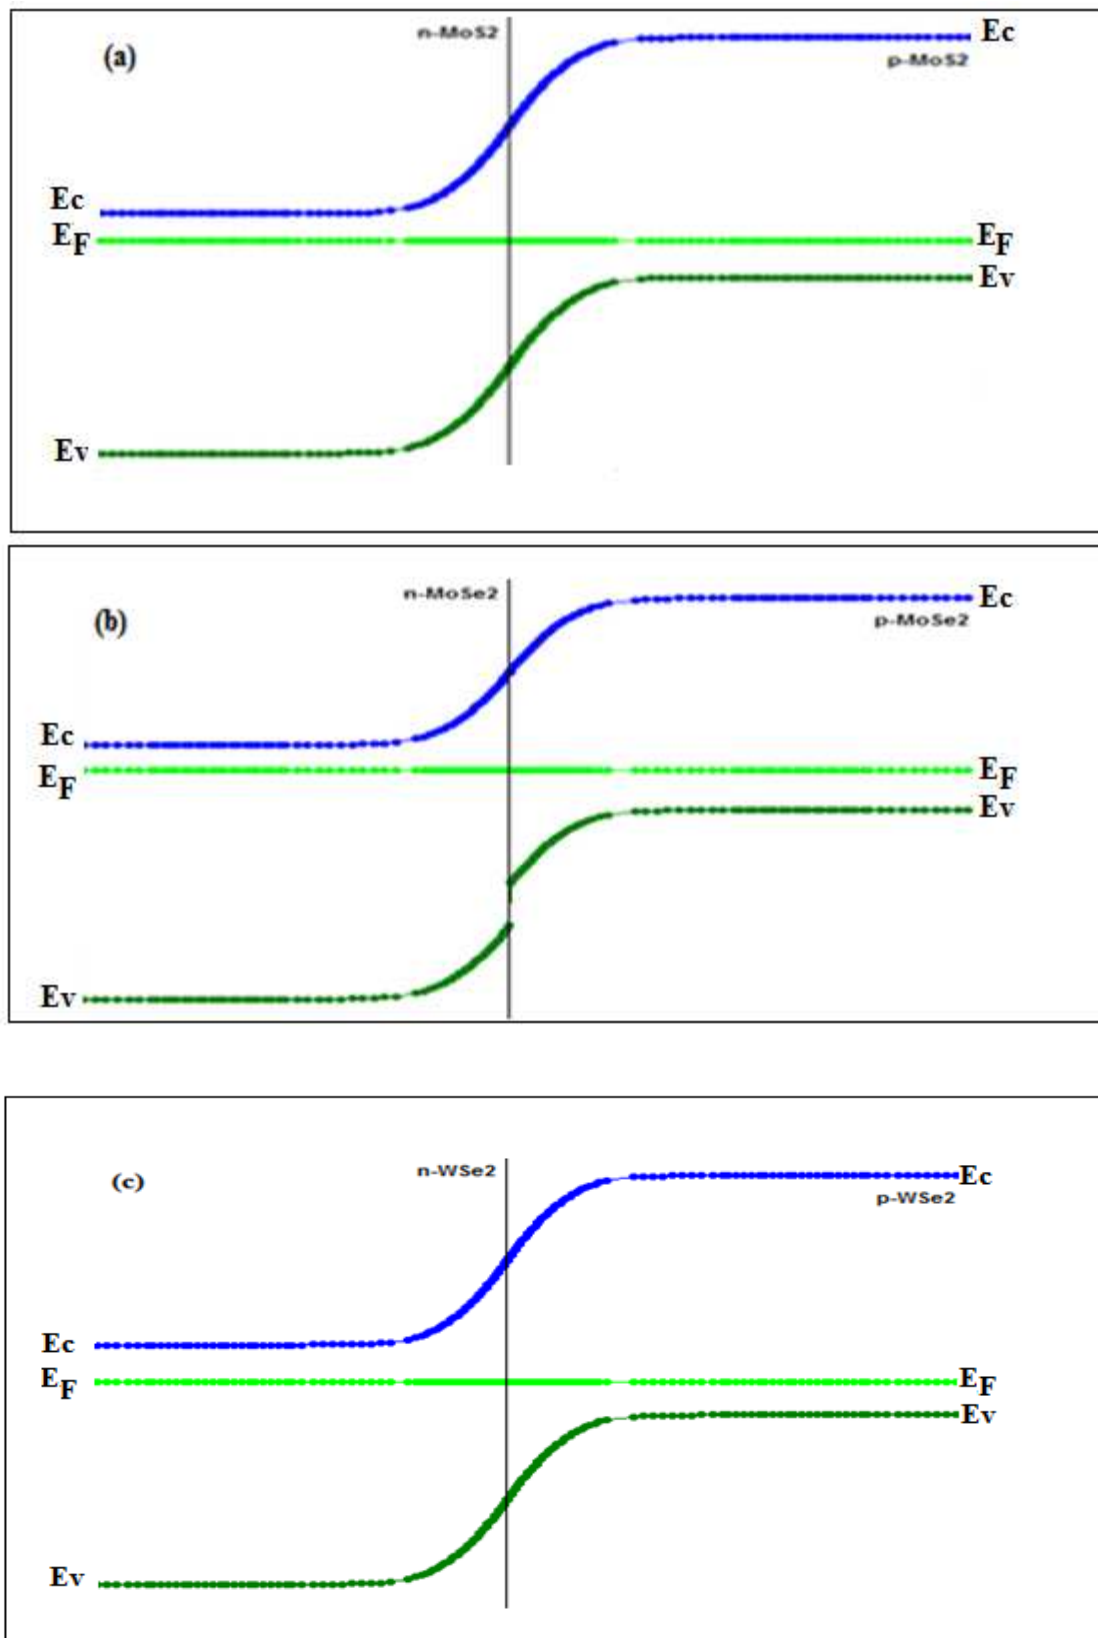 (a)
n-MoS2
Ec
p-MoS2
Ec
EF
EF
Ev
Ev
(b)
n-MoSe2
Ec
p-MoSe2
Ec
EF
EF
Ev
Ev
(c)
n-WSe2
Ec
p-WSe2
Ec
EF
EF
Ev
Ev